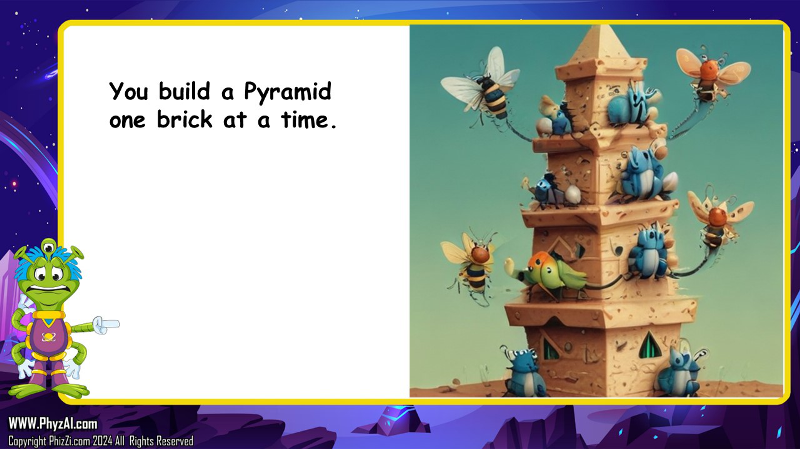 You build a Pyramid
one brick at a time.
WWW.PhyzAI.com
Copyright PhizZi.com 2024 All Rights Reserved